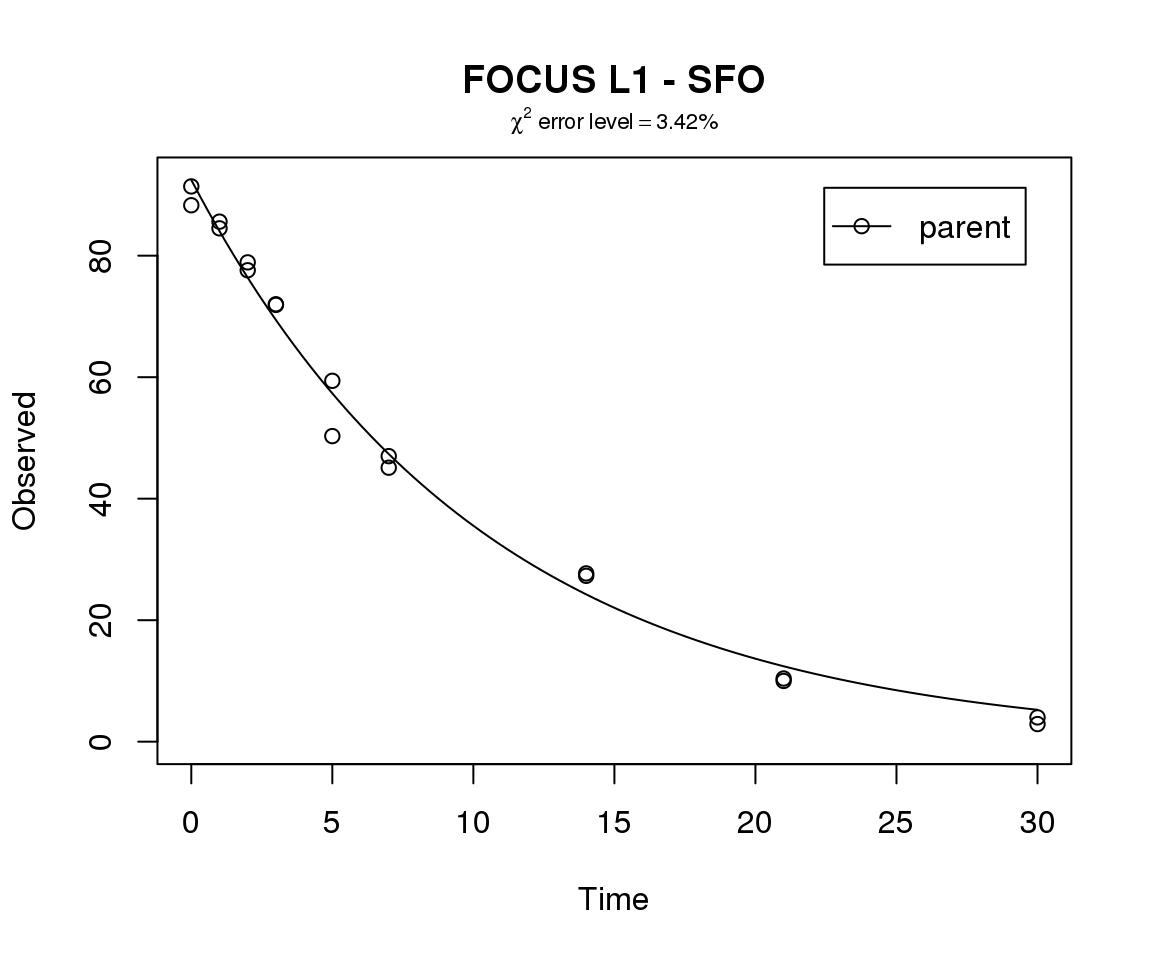 FOCUS L1 - SFO
χ² error level = 3.42%
parent
Observed
80
60
40
20
0
0 5 10 15 20 25 30
Time